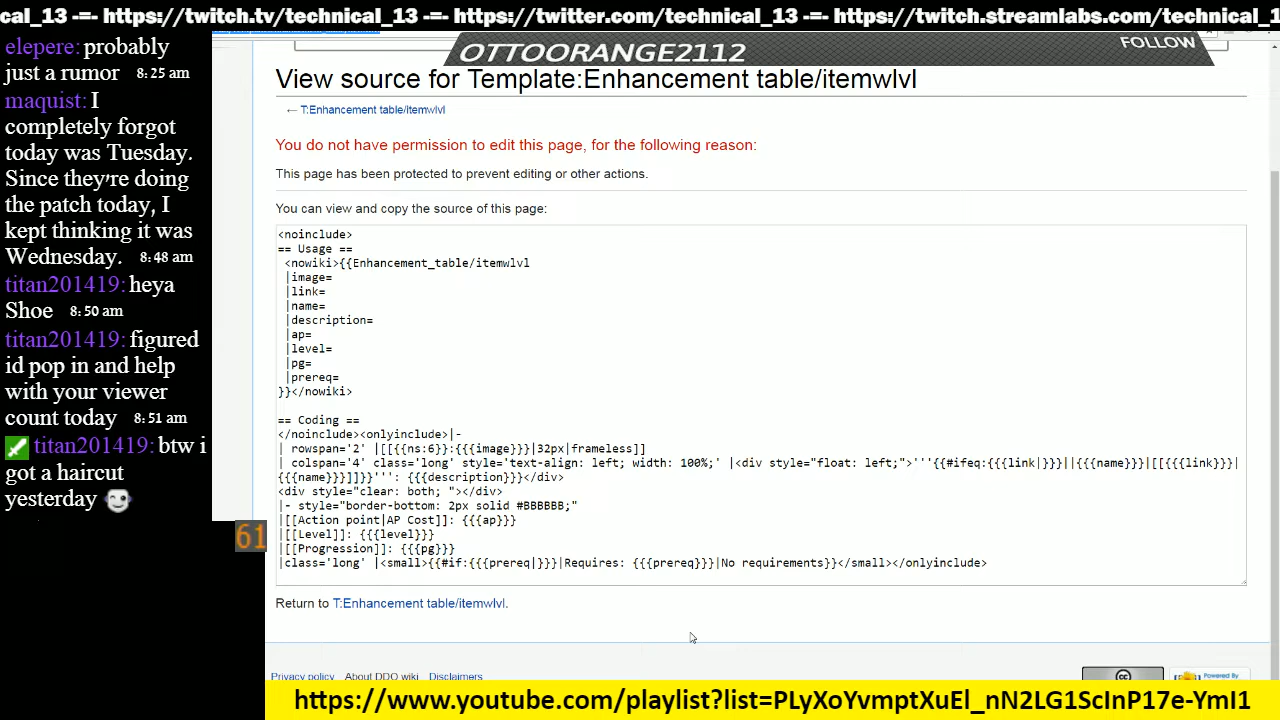 cal_13 -=- https://twitch.tv/technical_13 -=- https://twitter.com/technical_13 -=- https://twitch.streamlabs.com/technical_1
elepere: probably
just a rumor 8:25 am
maquist: I
completely forgot
today was Tuesday.
Since they're doing
the patch today, I
kept thinking it was
Wednesday. 8:48 am
titan201419: heya
Shoe 8:50 am
titan201419: figured
id pop in and help
with your viewer
count today 8:51 am
titan201419: btw i
got a haircut
yesterday
61
OTTOORANGE2112
FOLLOW
View source for Template:Enhancement table/itemwlvl
← T:Enhancement table/itemwlvl
You do not have permission to edit this page, for the following reason:
This page has been protected to prevent editing or other actions.
You can view and copy the source of this page:
<noinclude>
== Usage ==
<nowiki>{{Enhancement_table/itemwlvl
|image=
|link=
|name=
|description=
|ap=
|level=
|pg=
|prereq=
}}</nowiki>
== Coding ==
</noinclude><onlyinclude>|-
| rowspan='2' |[[{{ns:6}}:{{{image}}}|32px|frameless]]
| colspan='4' class='long' style='text-align: left; width: 100%;' |<div style="float: left;">'''{{#ifeq:{{{link|}}}||{{{name}}}|[[{{{link}}}|
{{{name}}}]]}}''': {{{description}}}</div>
<div style="clear: both; "></div>
|- style="border-bottom: 2px solid #BBBBBB;"
|[[Action point|AP Cost]]: {{{ap}}}
|[[Level]]: {{{level}}}
|[[Progression]]: {{{pg}}}
|class='long' |<small>{{#if:{{{prereq|}}}|Requires: {{{prereq}}}|No requirements}}</small></onlyinclude>
Return to T:Enhancement table/itemwlvl.
Privacy policy About DDO wiki Disclaimers
cc
Powered By
https://www.youtube.com/playlist?list=PLyXoYvmptXuEl_nN2LG1ScInP17e-YmI1